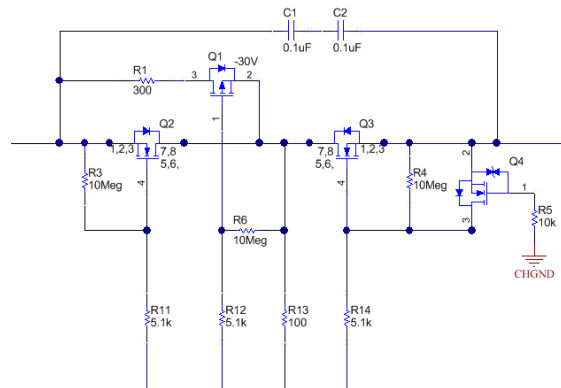 C1 C2
0.1uF 0.1uF
Q1 -30V
R1 3 2
300
1
Q2 Q3
1,2,3 7,8 7,8 1,2,3
5,6, 5,6,
2 Q4
R3 4 4 R4
10Meg 10Meg
1
R5
10k
3
R6
10Meg
CHGND
R11 R12 R13 R14
5.1k 5.1k 100 5.1k